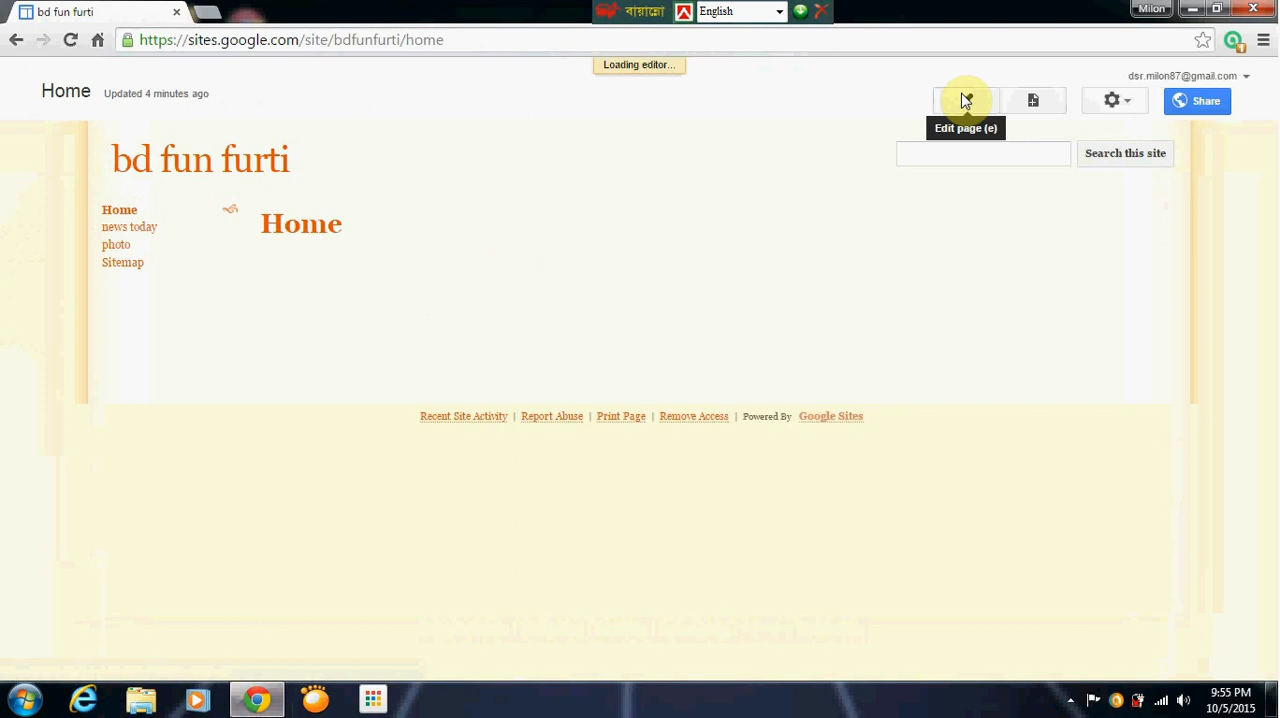 bd fun furti
বায়ান্নো English
Milon
https://sites.google.com/site/bdfunfurti/home
Loading editor...
dsr.milon87@gmail.com
Home Updated 4 minutes ago
Share
Edit page (e)
bd fun furti
Search this site
Home
news today
photo
Sitemap
Home
Recent Site Activity | Report Abuse | Print Page | Remove Access | Powered By Google Sites
9:55 PM
10/5/2015